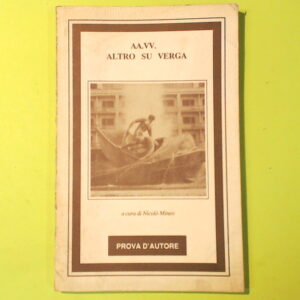 AA.VV.
ALTRO SU VERGA
a cura di Nicolò Mineo
PROVA D'AUTORE